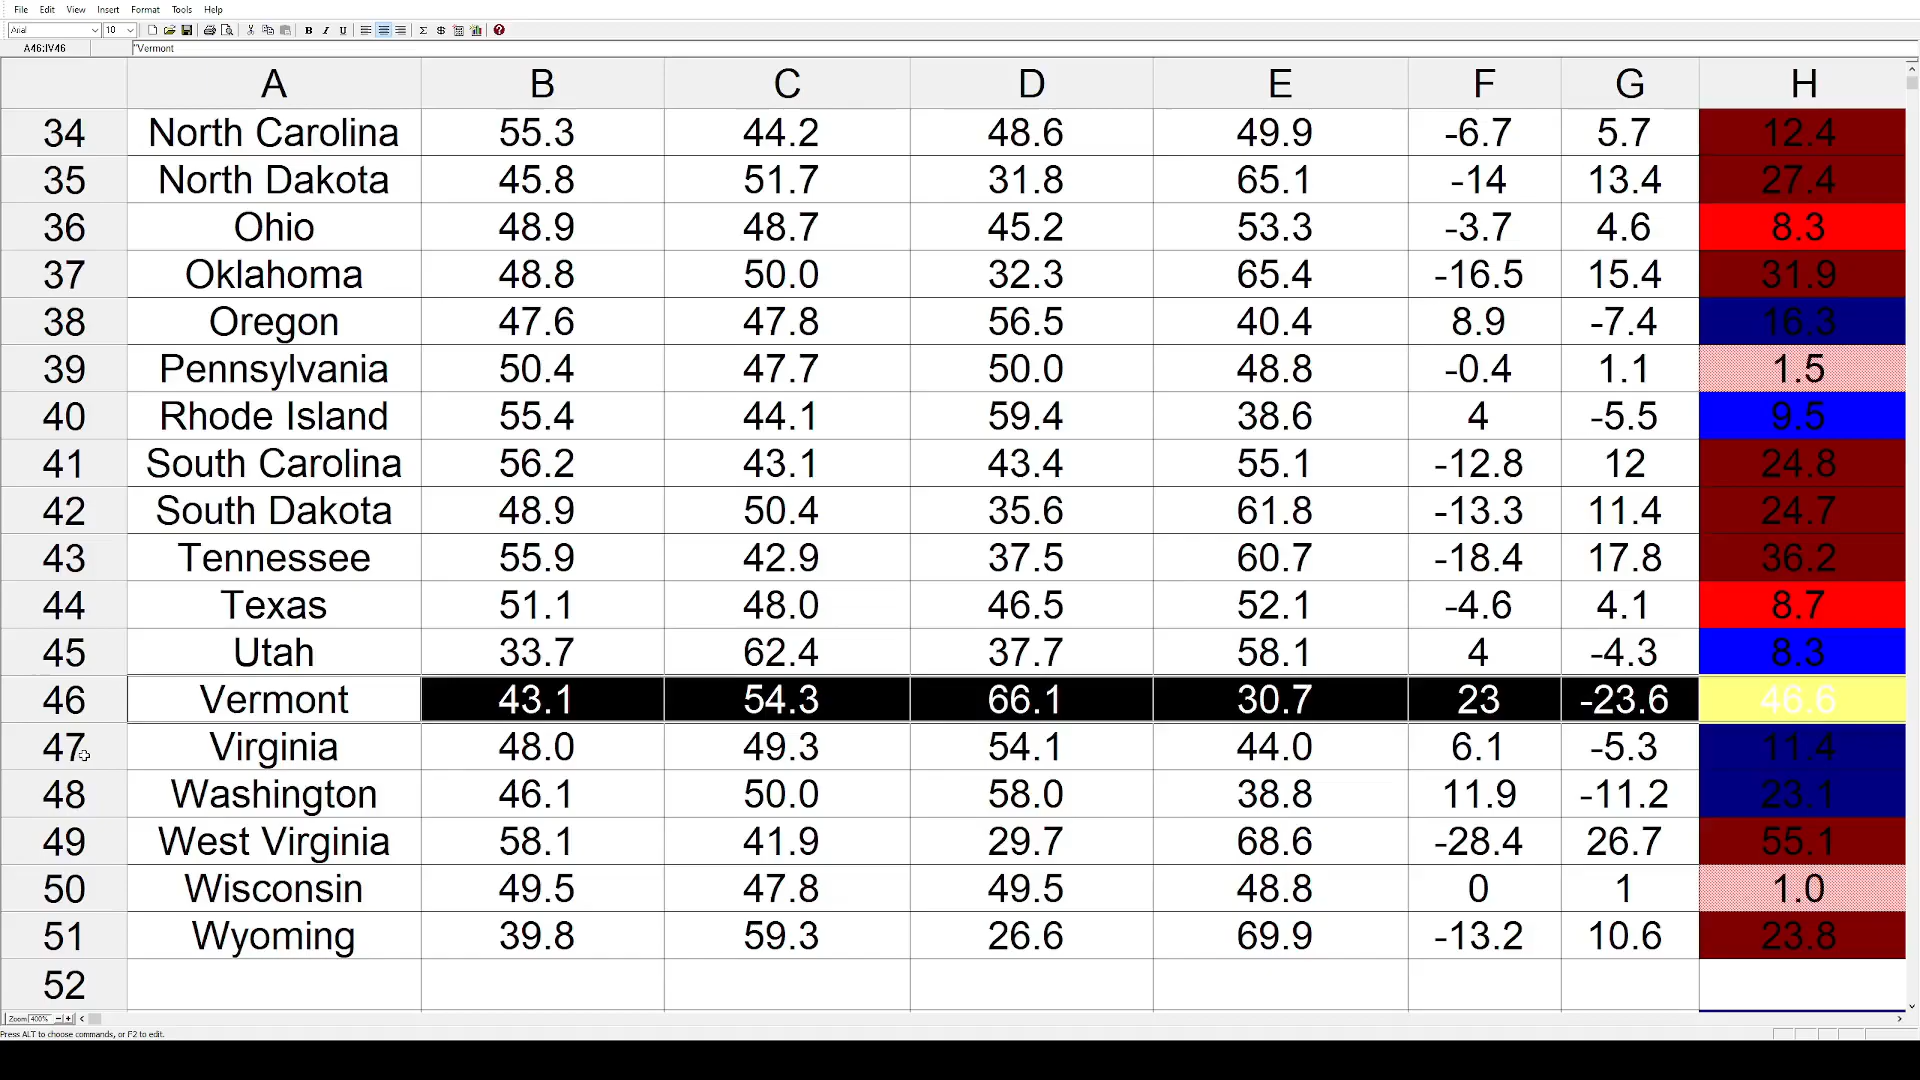 File Edit View Insert Format Tools Help
Arial 10
A46:IV46 "Vermont
A B C D E F G H
34 North Carolina 55.3 44.2 48.6 49.9 -6.7 5.7 12.4
35 North Dakota 45.8 51.7 31.8 65.1 -14 13.4 27.4
36 Ohio 48.9 48.7 45.2 53.3 -3.7 4.6 8.3
37 Oklahoma 48.8 50.0 32.3 65.4 -16.5 15.4 31.9
38 Oregon 47.6 47.8 56.5 40.4 8.9 -7.4 16.3
39 Pennsylvania 50.4 47.7 50.0 48.8 -0.4 1.1 1.5
40 Rhode Island 55.4 44.1 59.4 38.6 4 -5.5 9.5
41 South Carolina 56.2 43.1 43.4 55.1 -12.8 12 24.8
42 South Dakota 48.9 50.4 35.6 61.8 -13.3 11.4 24.7
43 Tennessee 55.9 42.9 37.5 60.7 -18.4 17.8 36.2
44 Texas 51.1 48.0 46.5 52.1 -4.6 4.1 8.7
45 Utah 33.7 62.4 37.7 58.1 4 -4.3 8.3
46 Vermont 43.1 54.3 66.1 30.7 23 -23.6 46.6
47 Virginia 48.0 49.3 54.1 44.0 6.1 -5.3 11.4
48 Washington 46.1 50.0 58.0 38.8 11.9 -11.2 23.1
49 West Virginia 58.1 41.9 29.7 68.6 -28.4 26.7 55.1
50 Wisconsin 49.5 47.8 49.5 48.8 0 1 1.0
51 Wyoming 39.8 59.3 26.6 69.9 -13.2 10.6 23.8
52
Zoom 400%
Press ALT to choose commands, or F2 to edit.